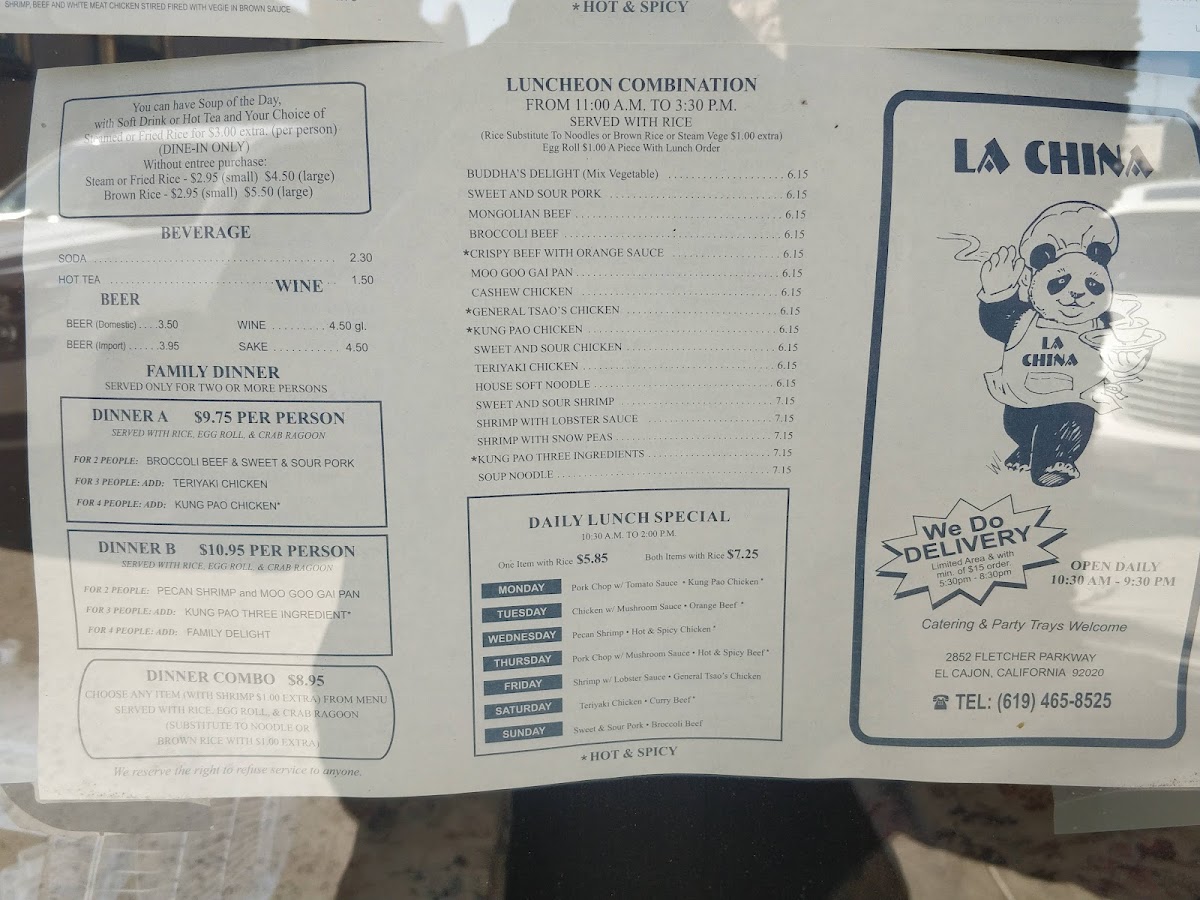 SHRIMP, BEEF AND WHITE MEAT CHICKEN STIRED FIRED WITH VEGIE IN BROWN SAUCE
* HOT & SPICY
You can have Soup of the Day,
with Soft Drink or Hot Tea and Your Choice of
Steamed or Fried Rice for $3.00 extra. (per person)
(DINE-IN ONLY)
Without entree purchase:
Steam or Fried Rice - $2.95 (small) $4.50 (large)
Brown Rice - $2.95 (small) $5.50 (large)
BEVERAGE
SODA 2.30
HOT TEA 1.50
BEER
WINE
BEER (Domestic) ....3.50 WINE ......... 4.50 gl.
BEER (Import) ......3.95 SAKE ........... 4.50
FAMILY DINNER
SERVED ONLY FOR TWO OR MORE PERSONS
DINNER A $9.75 PER PERSON
SERVED WITH RICE, EGG ROLL, & CRAB RAGOON
FOR 2 PEOPLE: BROCCOLI BEEF & SWEET & SOUR PORK
FOR 3 PEOPLE: ADD: TERIYAKI CHICKEN
FOR 4 PEOPLE: ADD: KUNG PAO CHICKEN*
DINNER B $10.95 PER PERSON
SERVED WITH RICE, EGG ROLL, & CRAB RAGOON
FOR 2 PEOPLE: PECAN SHRIMP and MOO GOO GAI PAN
FOR 3 PEOPLE: ADD: KUNG PAO THREE INGREDIENT*
FOR 4 PEOPLE: ADD: FAMILY DELIGHT
DINNER COMBO $8.95
CHOOSE ANY ITEM (WITH SHRIMP $1.00 EXTRA) FROM MENU
SERVED WITH RICE, EGG ROLL, & CRAB RAGOON
(SUBSTITUTE TO NOODLE OR
BROWN RICE WITH $1.00 EXTRA)
We reserve the right to refuse service to anyone.
LUNCHEON COMBINATION
FROM 11:00 A.M. TO 3:30 P.M.
SERVED WITH RICE
(Rice Substitute To Noodles or Brown Rice or Steam Vege $1.00 extra)
Egg Roll $1.00 A Piece With Lunch Order
BUDDHA'S DELIGHT (Mix Vegetable) 6.15
SWEET AND SOUR PORK 6.15
MONGOLIAN BEEF 6.15
BROCCOLI BEEF 6.15
*CRISPY BEEF WITH ORANGE SAUCE 6.15
MOO GOO GAI PAN 6.15
CASHEW CHICKEN 6.15
*GENERAL TSAO'S CHICKEN 6.15
*KUNG PAO CHICKEN 6.15
SWEET AND SOUR CHICKEN 6.15
TERIYAKI CHICKEN 6.15
HOUSE SOFT NOODLE 6.15
SWEET AND SOUR SHRIMP 7.15
SHRIMP WITH LOBSTER SAUCE 7.15
SHRIMP WITH SNOW PEAS 7.15
*KUNG PAO THREE INGREDIENTS 7.15
SOUP NOODLE 7.15
DAILY LUNCH SPECIAL
10:30 A.M. TO 2:00 P.M.
One Item with Rice $5.85 Both Items with Rice $7.25
MONDAY Pork Chop w/ Tomato Sauce • Kung Pao Chicken*
TUESDAY Chicken w/ Mushroom Sauce • Orange Beef*
WEDNESDAY Pecan Shrimp • Hot & Spicy Chicken*
THURSDAY Pork Chop w/ Mushroom Sauce • Hot & Spicy Beef*
FRIDAY Shrimp w/ Lobster Sauce • General Tsao's Chicken
SATURDAY Teriyaki Chicken • Curry Beef*
SUNDAY Sweet & Sour Pork • Broccoli Beef
* HOT & SPICY
LA CHINA
LA
CHINA
We Do
DELIVERY
Limited Area & with
min. of $15 order
5:30pm - 8:30pm
OPEN DAILY
10:30 AM - 9:30 PM
Catering & Party Trays Welcome
2852 FLETCHER PARKWAY
EL CAJON, CALIFORNIA 92020
☎ TEL: (619) 465-8525